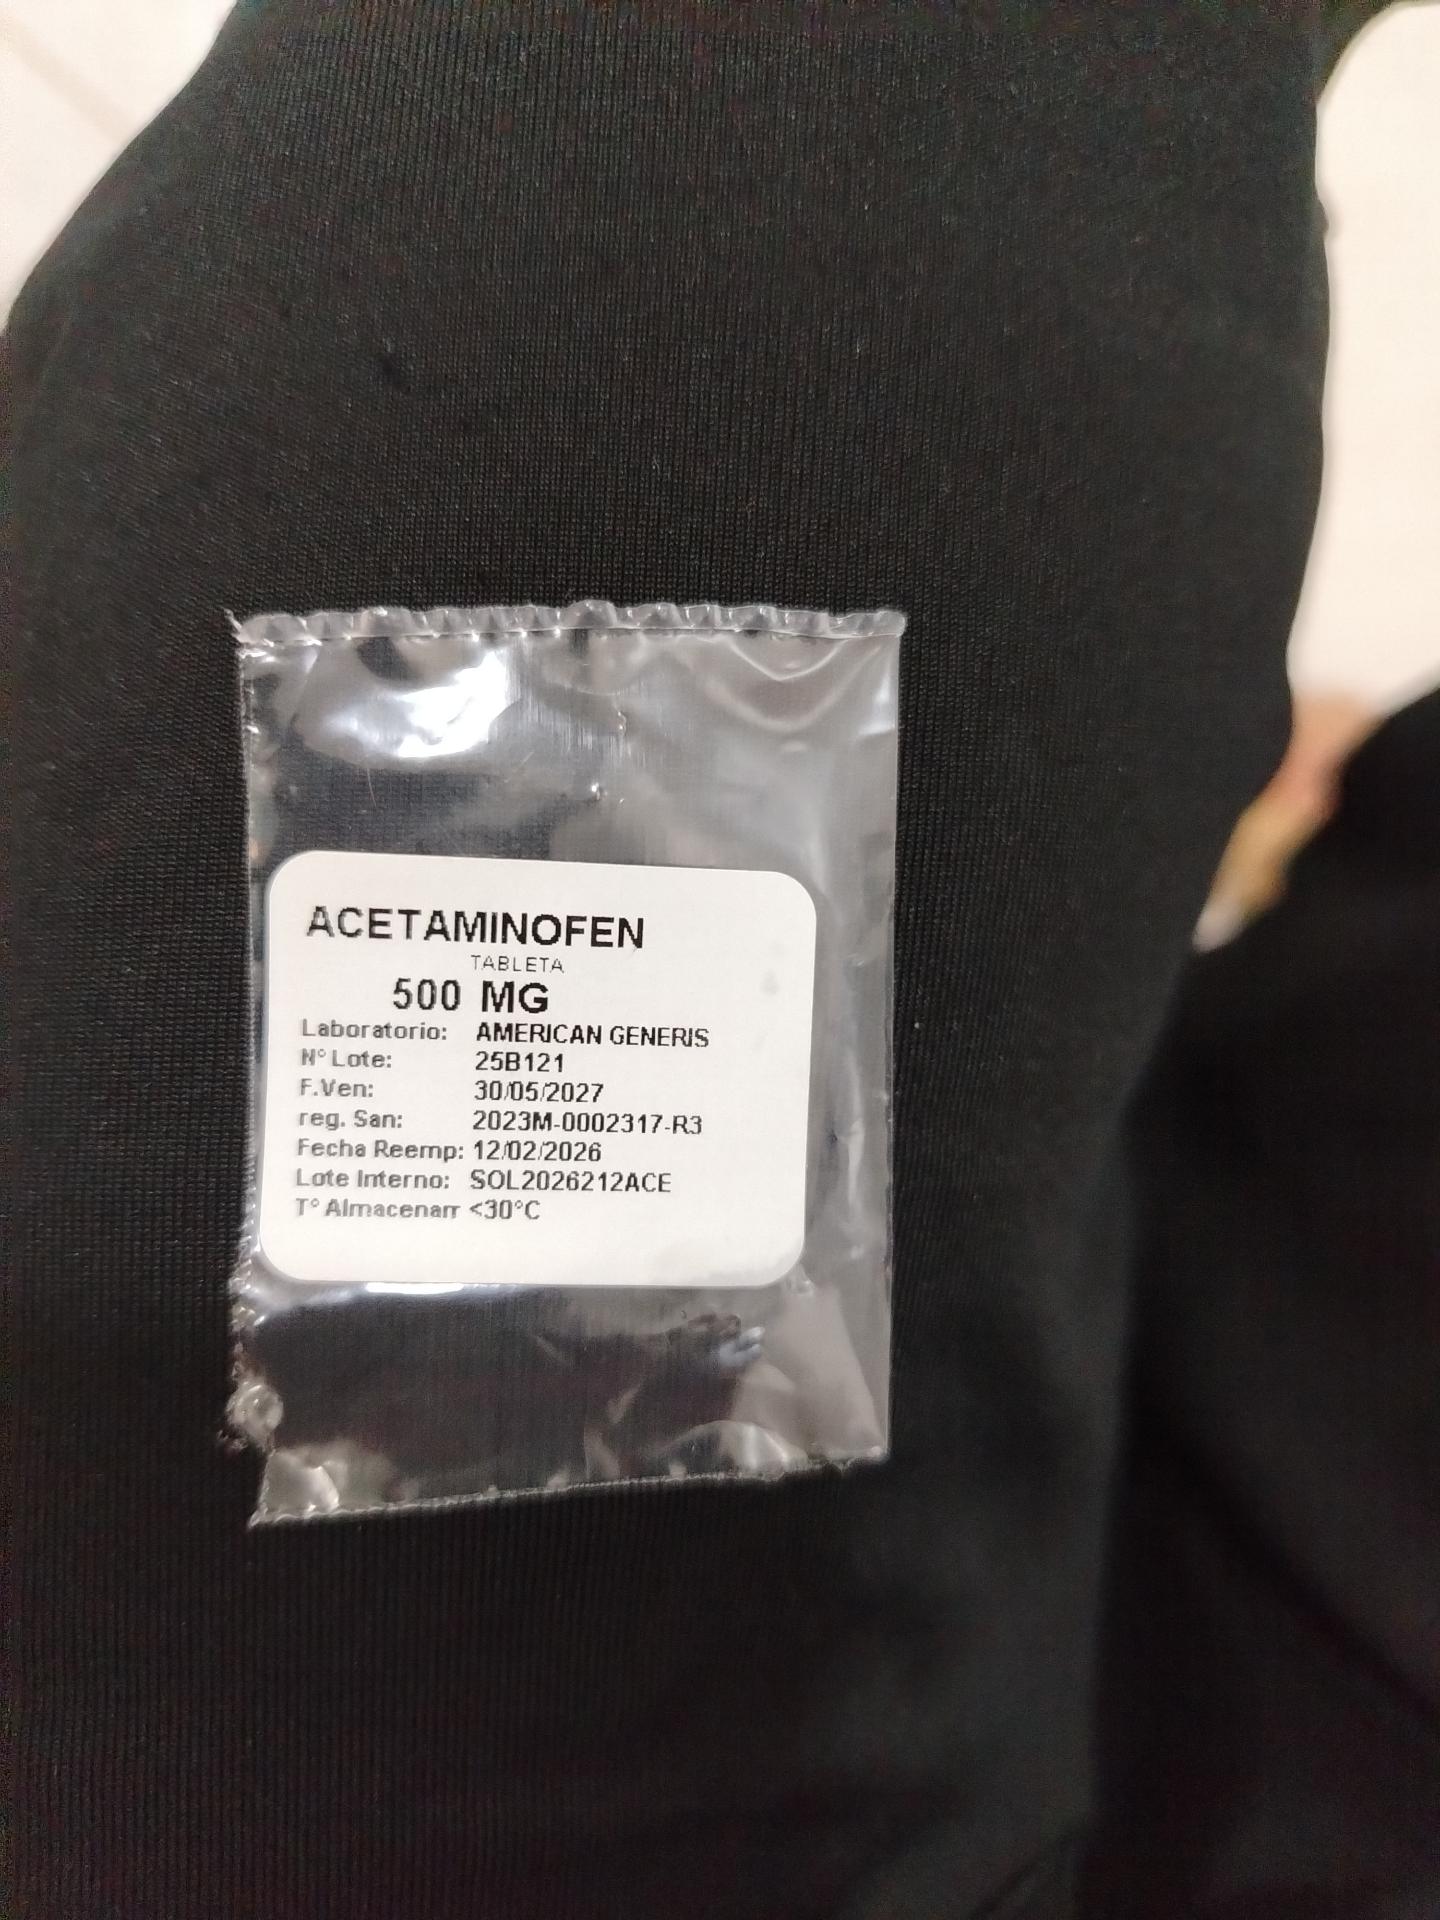 ACETAMINOFEN
TABLETA
500 MG
Laboratorio: AMERICAN GENERIS
N° Lote: 25B121
F.Ven: 30/05/2027
reg. San: 2023M-0002317-R3
Fecha Reemp: 12/02/2026
Lote Interno: SOL2026212ACE
T° Almacenarr <30°C